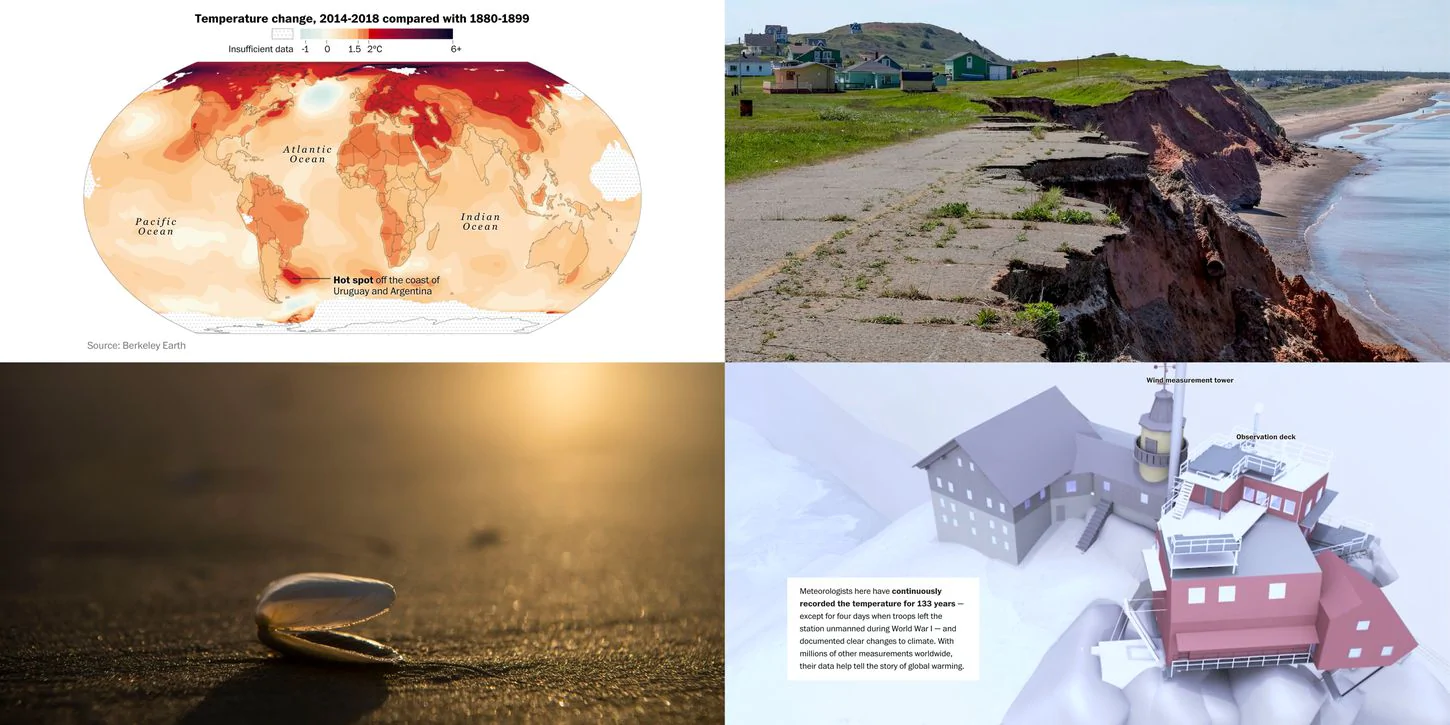 Temperature change, 2014-2018 compared with 1880-1899
Insufficient data -1 0 1.5 2°C 6+
Atlantic
Ocean
Pacific
Ocean
Indian
Ocean
Hot spot off the coast of
Uruguay and Argentina
Source: Berkeley Earth
Wind measurement tower
Observation deck
Meteorologists here have continuously
recorded the temperature for 133 years —
except for four days when troops left the
station unmanned during World War I — and
documented clear changes to climate. With
millions of other measurements worldwide,
their data help tell the story of global warming.